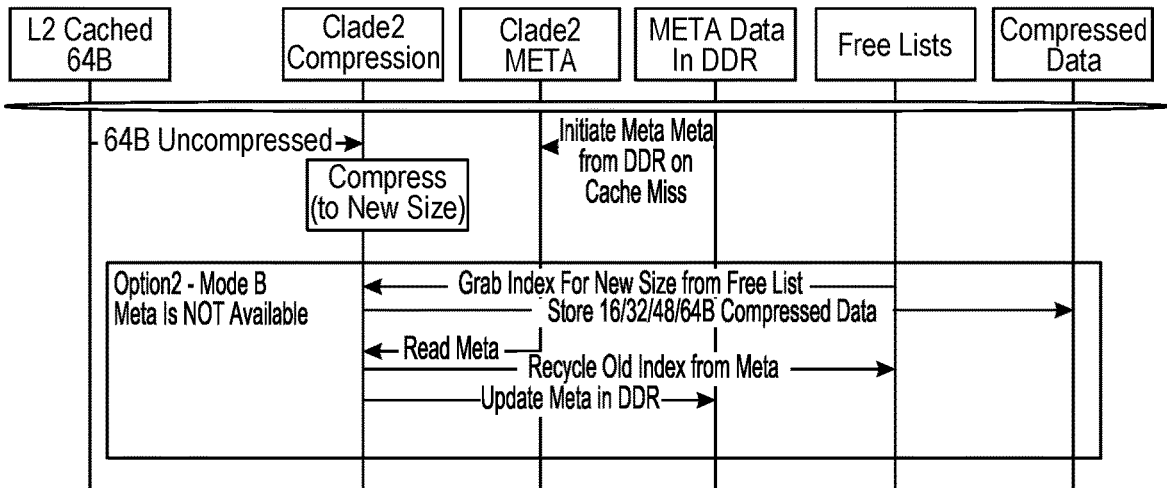 L2 Cached
64B
Clade2
Compression
Clade2
META
META Data
In DDR
Free Lists
Compressed
Data
64B Uncompressed
Initiate Meta Meta
from DDR on
Cache Miss
Compress
(to New Size)
Option2 - Mode B
Meta Is NOT Available
Grab Index For New Size from Free List
Store 16/32/48/64B Compressed Data
Read Meta
Recycle Old Index from Meta
Update Meta in DDR